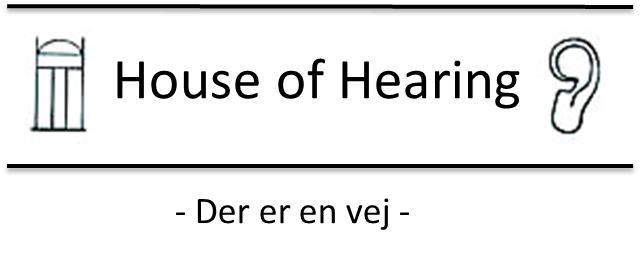 House of Hearing
- Der er en vej -